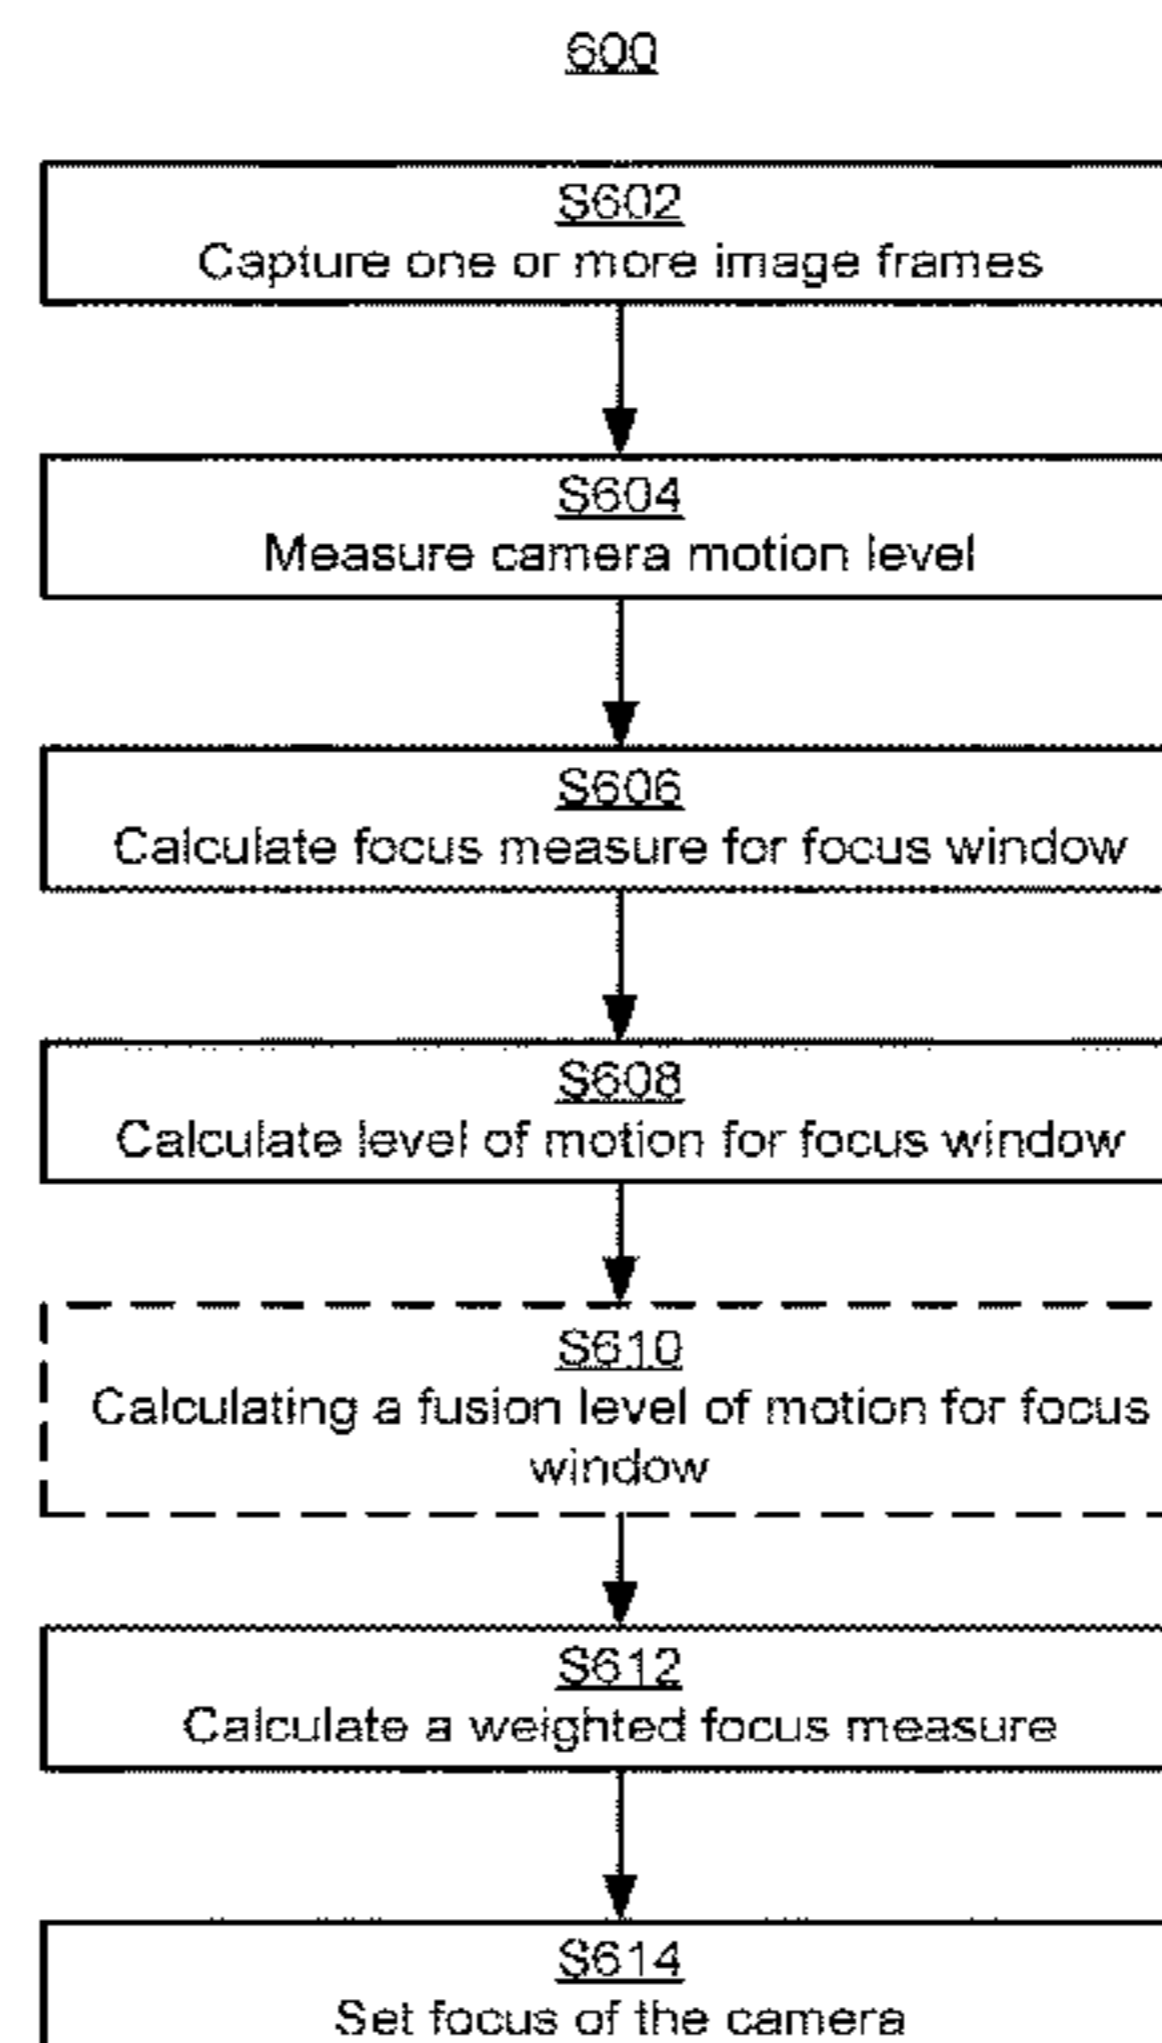 600
S602
Capture one or more image frames
S604
Measure camera motion level
S606
Calculate focus measure for focus window
S608
Calculate level of motion for focus window
S610
Calculating a fusion level of motion for focus
window
S612
Calculate a weighted focus measure
S614
Set focus of the camera